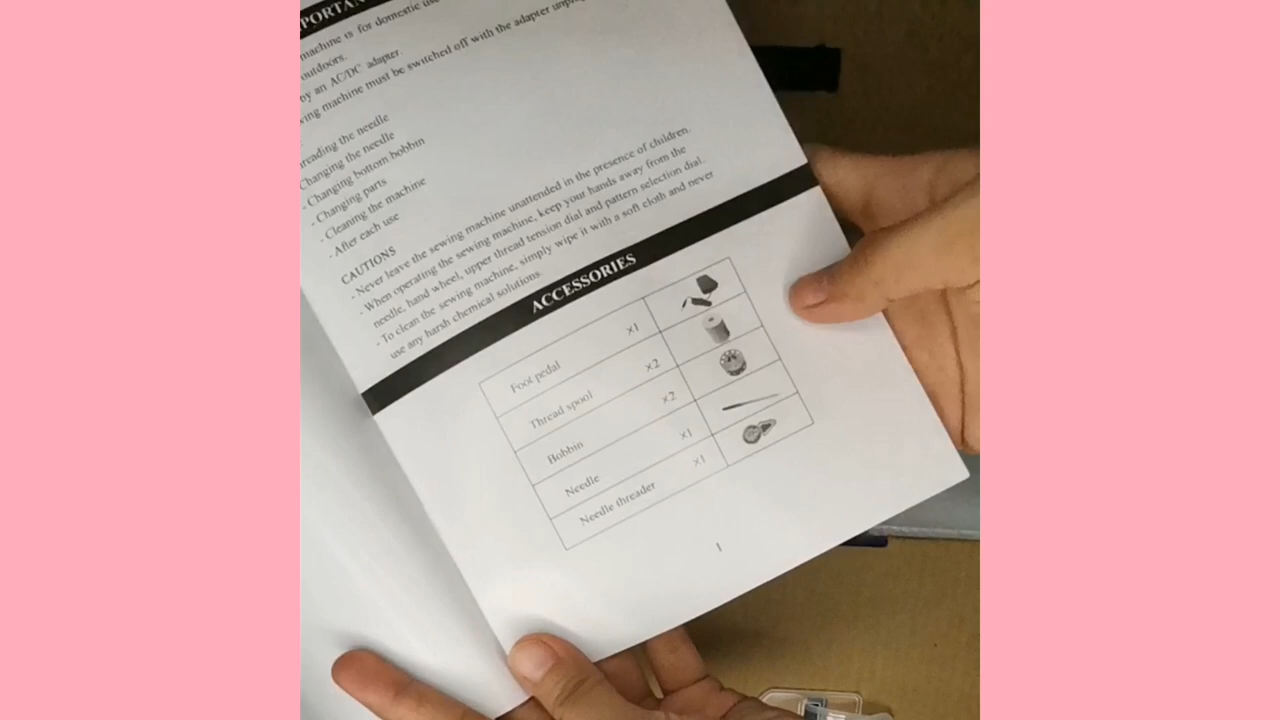 PORTAN
machine is for domestic use
outdoors.
by an AC/DC adapter.
machine must be switched off with the adapter
the needle
Changing the needle
- Changing bottom bobbin
- Changing parts
- Cleaning the machine
- After each use
CAUTIONS
- Never leave the sewing machine unattended in the presence of children.
- When operating the sewing machine, keep your hands away from the
needle, hand wheel, upper thread tension dial and pattern selection dial.
- To clean the sewing machine, simply wipe it with a soft cloth and never
use any harsh chemical solutions.
ACCESSORIES
Foot pedal ×1
Thread spool ×2
Bobbin ×2
Needle ×1
Needle threader ×1
1